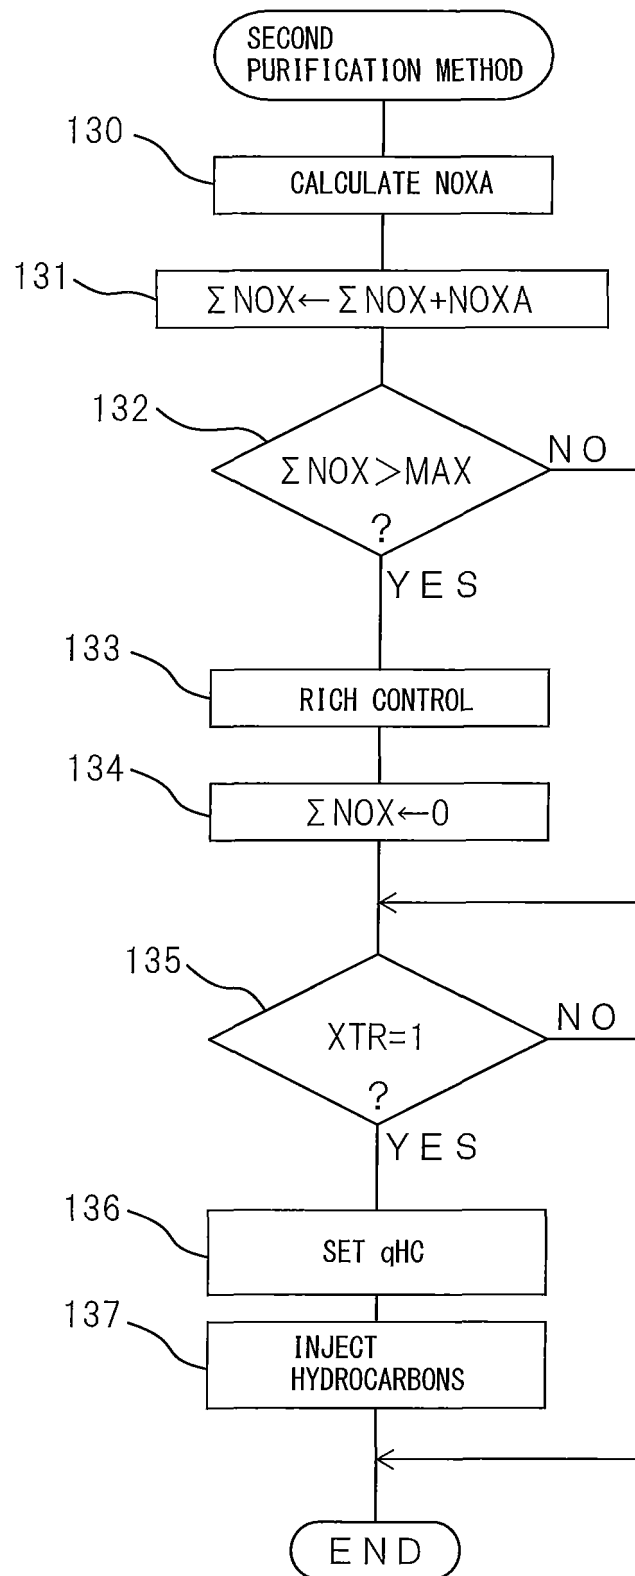 SECOND
PURIFICATION METHOD
130
CALCULATE NOXA
131
ΣNOX←ΣNOX+NOXA
132
ΣNOX>MAX
?
NO
YES
133
RICH CONTROL
134
ΣNOX←0
135
XTR=1
?
NO
YES
136
SET qHC
137
INJECT
HYDROCARBONS
END